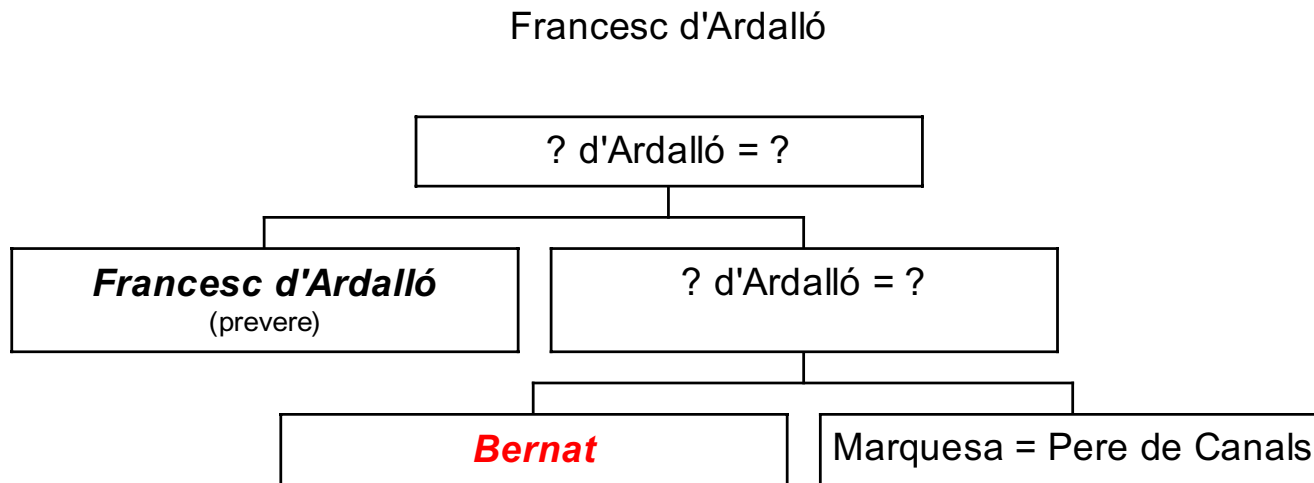 Francesc d'Ardalló
? d'Ardalló = ?
Francesc d'Ardalló
(prevere)
? d'Ardalló = ?
Bernat
Marquesa = Pere de Canals